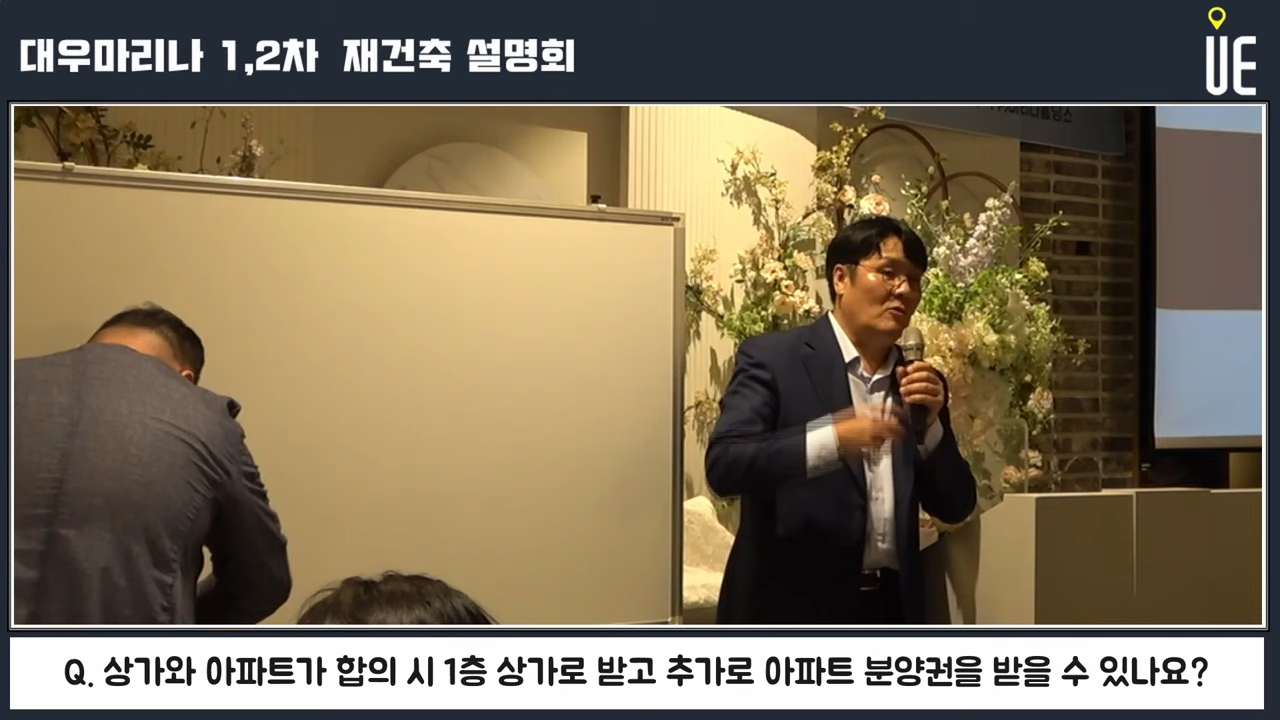 대우마리나 1,2차 재건축 설명회
UE
Q. 상가와 아파트가 합의 시 1층 상가로 받고 추가로 아파트 분양권을 받을 수 있나요?